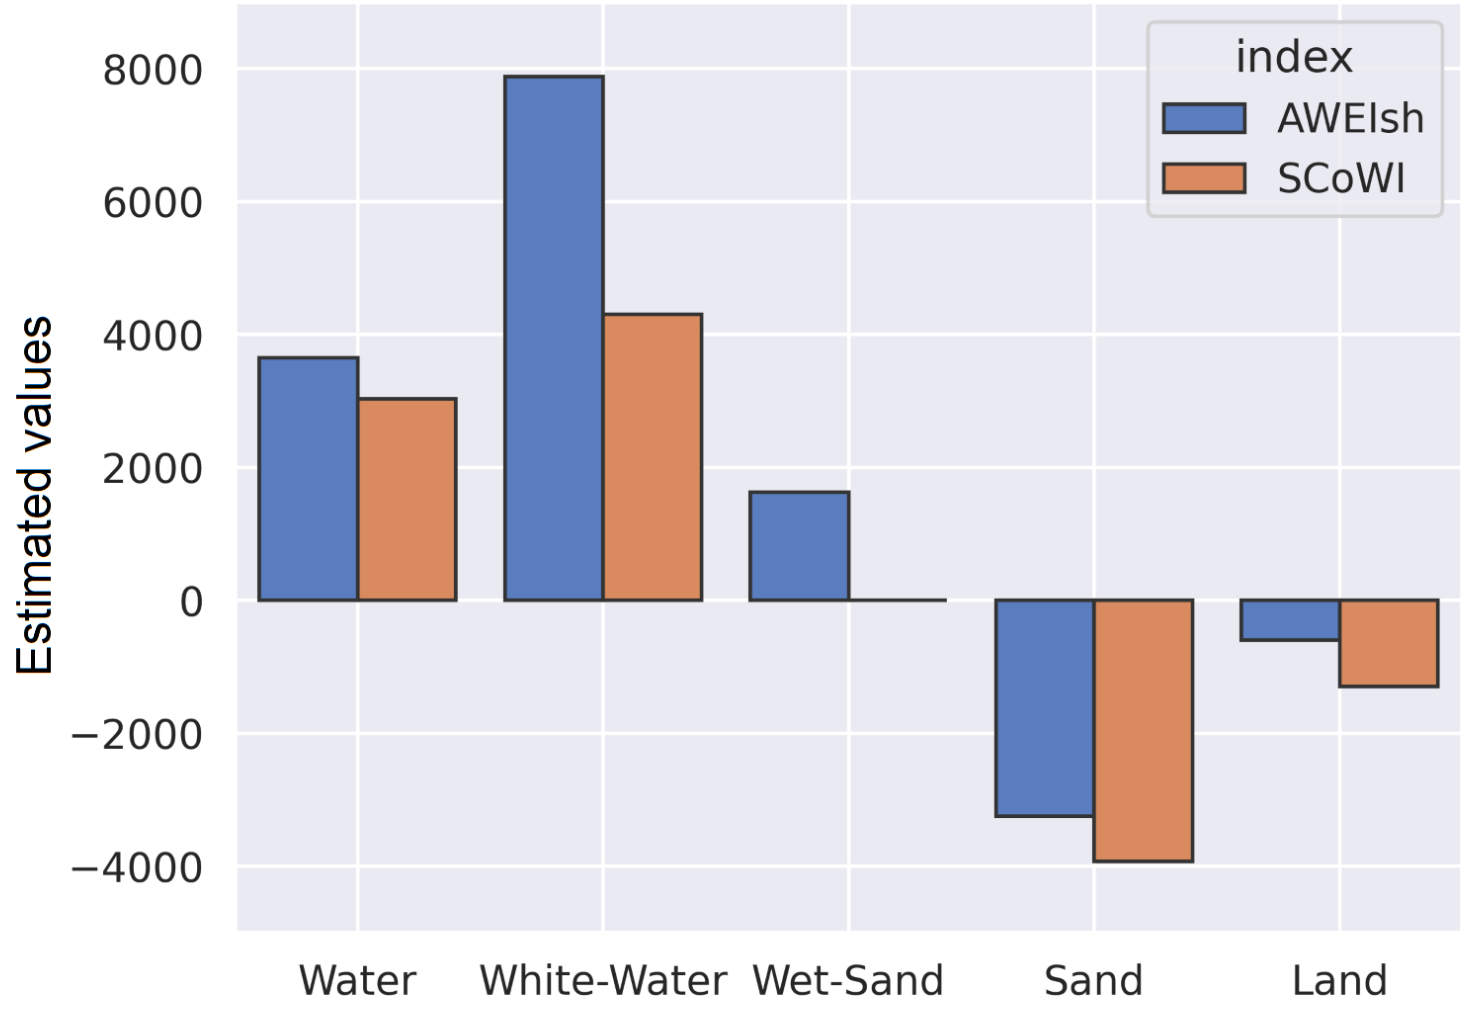 8000
6000
4000
2000
0
−2000
−4000
Estimated values
index
AWEIsh
SCoWI
Water White-Water Wet-Sand Sand Land